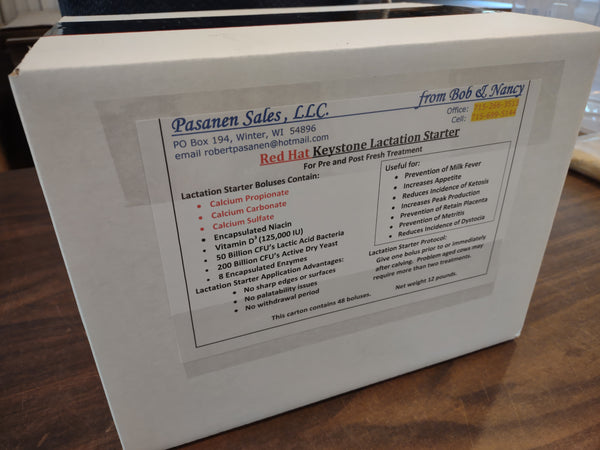 Pasanen Sales, L.L.C.
from Bob & Nancy
PO Box 194, Winter, WI 54896
Office: 715-266-3511
email robertpasanen@hotmail.com
Cell: 715-699-5144
Red Hat Keystone Lactation Starter
For Pre and Post Fresh Treatment
Lactation Starter Boluses Contain:
• Calcium Propionate
• Calcium Carbonate
• Calcium Sulfate
• Encapsulated Niacin
• Vitamin D³ (125,000 IU)
• 50 Billion CFU's Lactic Acid Bacteria
• 200 Billion CFU's Active Dry Yeast
• 8 Encapsulated Enzymes
Lactation Starter Application Advantages:
• No sharp edges or surfaces
• No palatability issues
• No withdrawal period
Useful for:
• Prevention of Milk Fever
• Increases Appetite
• Reduces Incidence of Ketosis
• Increases Peak Production
• Prevention of Retain Placenta
• Prevention of Metritis
• Reduces Incidence of Dystocia
Lactation Starter Protocol:
Give one bolus prior to or immediately
after calving. Problem aged cows may
require more than two treatments.
This carton contains 48 boluses.
Net weight 12 pounds.